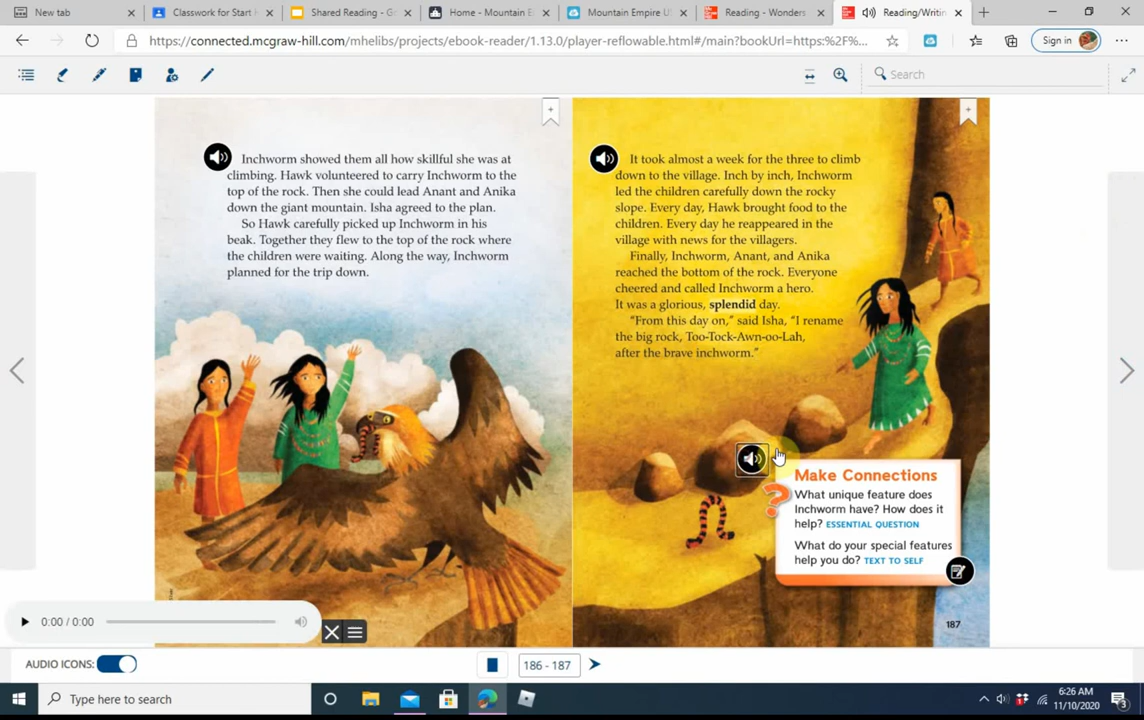 New tab
Classwork for Start H
Shared Reading - Go
Home - Mountain E
Mountain Empire US
Reading - Wonders
Reading/Writin
https://connected.mcgraw-hill.com/mhelibs/projects/ebook-reader/1.13.0/player-reflowable.html#/main?bookUrl=https:%2F%...
Sign in
Search
Inchworm showed them all how skillful she was at
climbing. Hawk volunteered to carry Inchworm to the
top of the rock. Then she could lead Anant and Anika
down the giant mountain. Isha agreed to the plan.
So Hawk carefully picked up Inchworm in his
beak. Together they flew to the top of the rock where
the children were waiting. Along the way, Inchworm
planned for the trip down.
It took almost a week for the three to climb
down to the village. Inch by inch, Inchworm
led the children carefully down the rocky
slope. Every day, Hawk brought food to the
children. Every day he reappeared in the
village with news for the villagers.
Finally, Inchworm, Anant, and Anika
reached the bottom of the rock. Everyone
cheered and called Inchworm a hero.
It was a glorious, splendid day.
"From this day on," said Isha, "I rename
the big rock, Too-Tock-Awn-oo-Lah,
after the brave inchworm."
Make Connections
What unique feature does
Inchworm have? How does it
help? ESSENTIAL QUESTION
What do your special features
help you do? TEXT TO SELF
187
0:00 / 0:00
AUDIO ICONS:
186 - 187
Type here to search
6:26 AM
11/10/2020
3